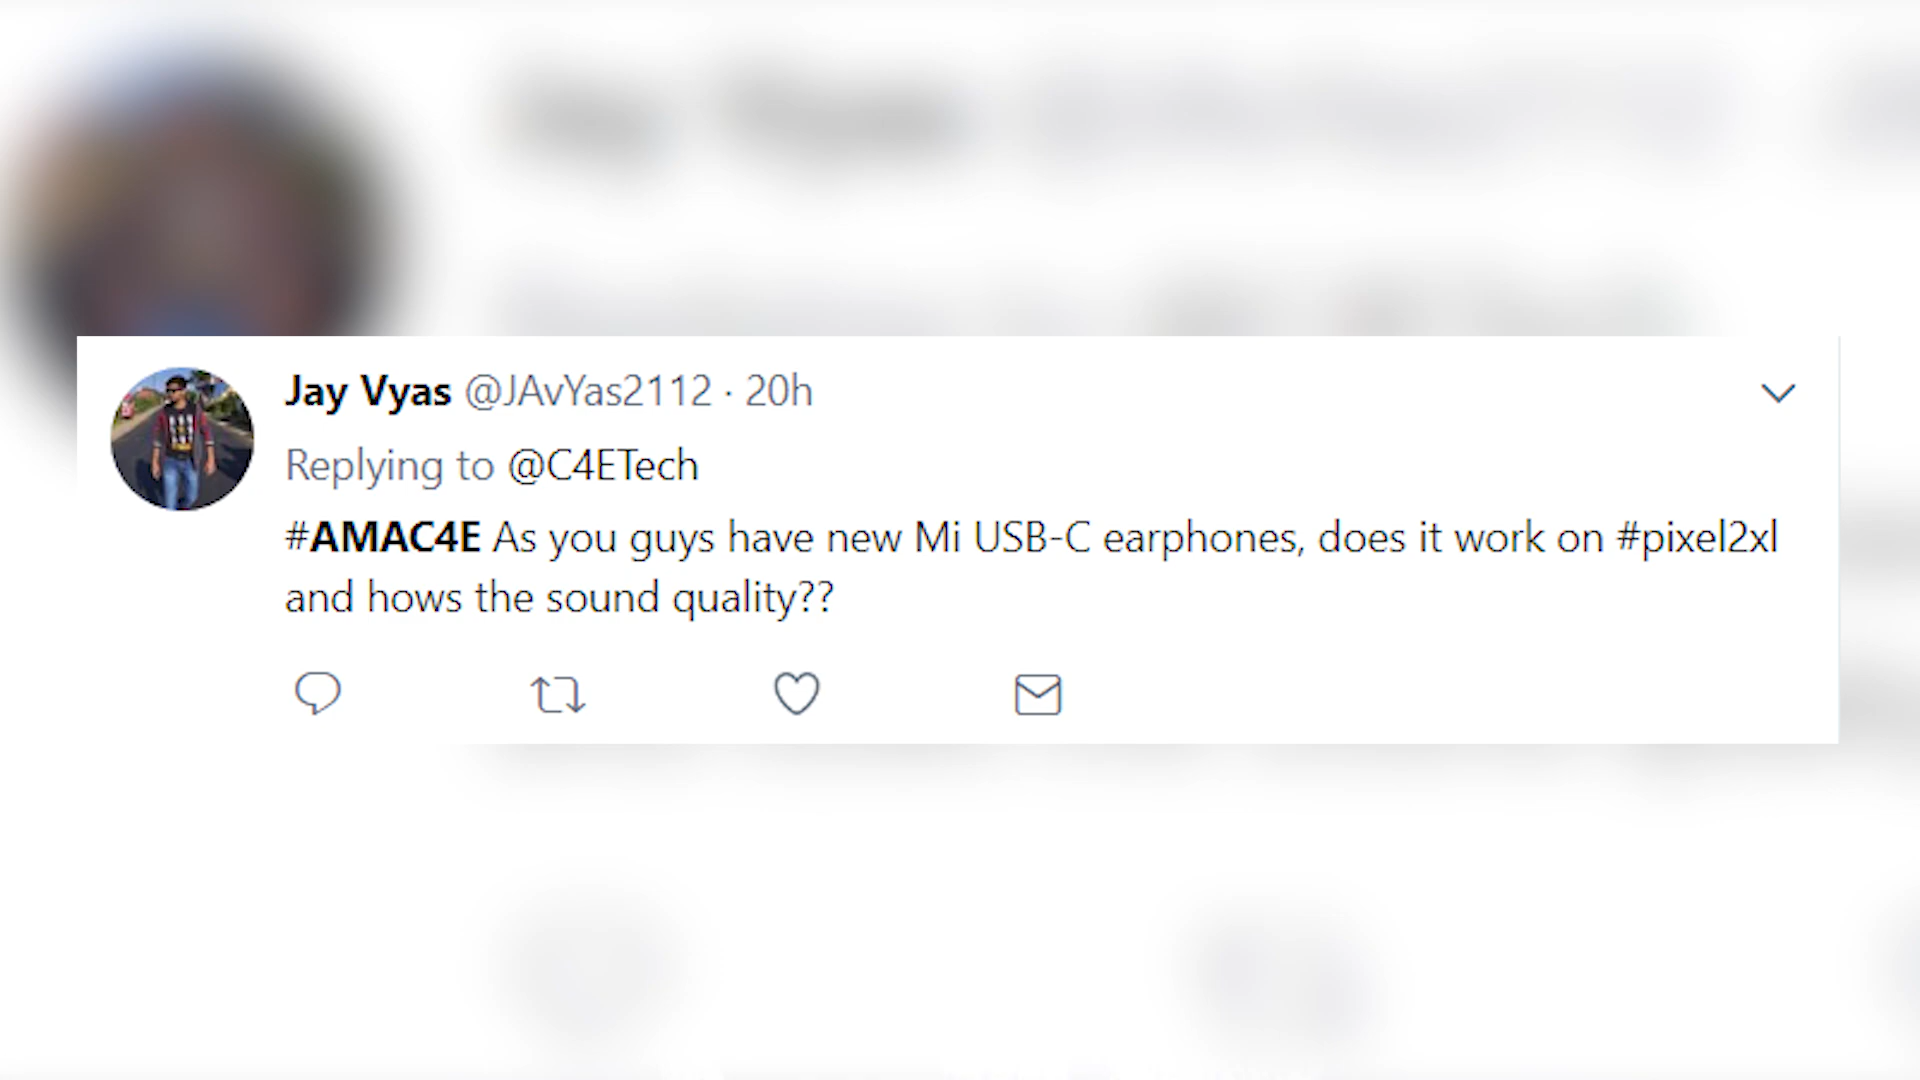 Jay Vyas @JAvYas2112 · 20h
Replying to @C4ETech
#AMAC4E As you guys have new Mi USB-C earphones, does it work on #pixel2xl
and hows the sound quality??